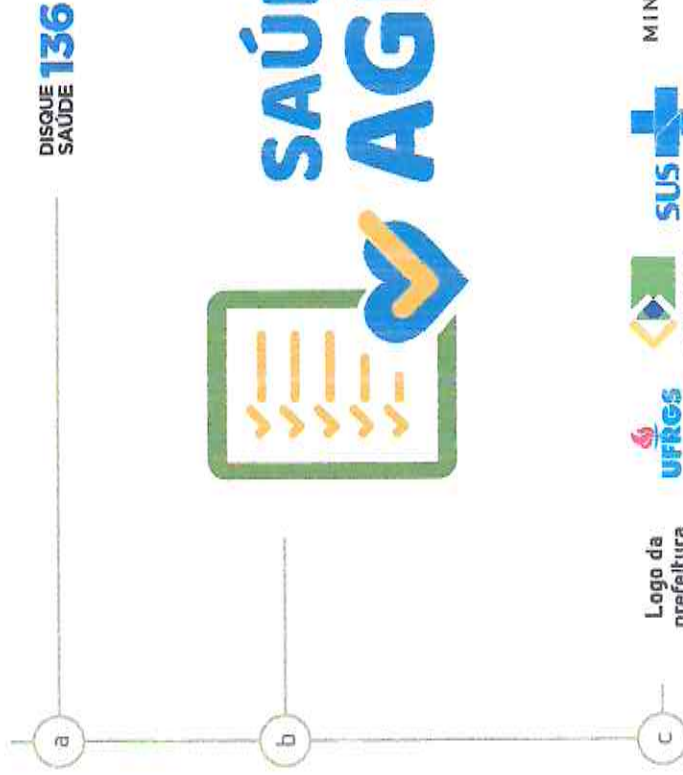 a
DISQUE
SAÚDE 136
b
SAÚ
AG
c
Logo da
prefeitura
UFRGS
SUS
MIN